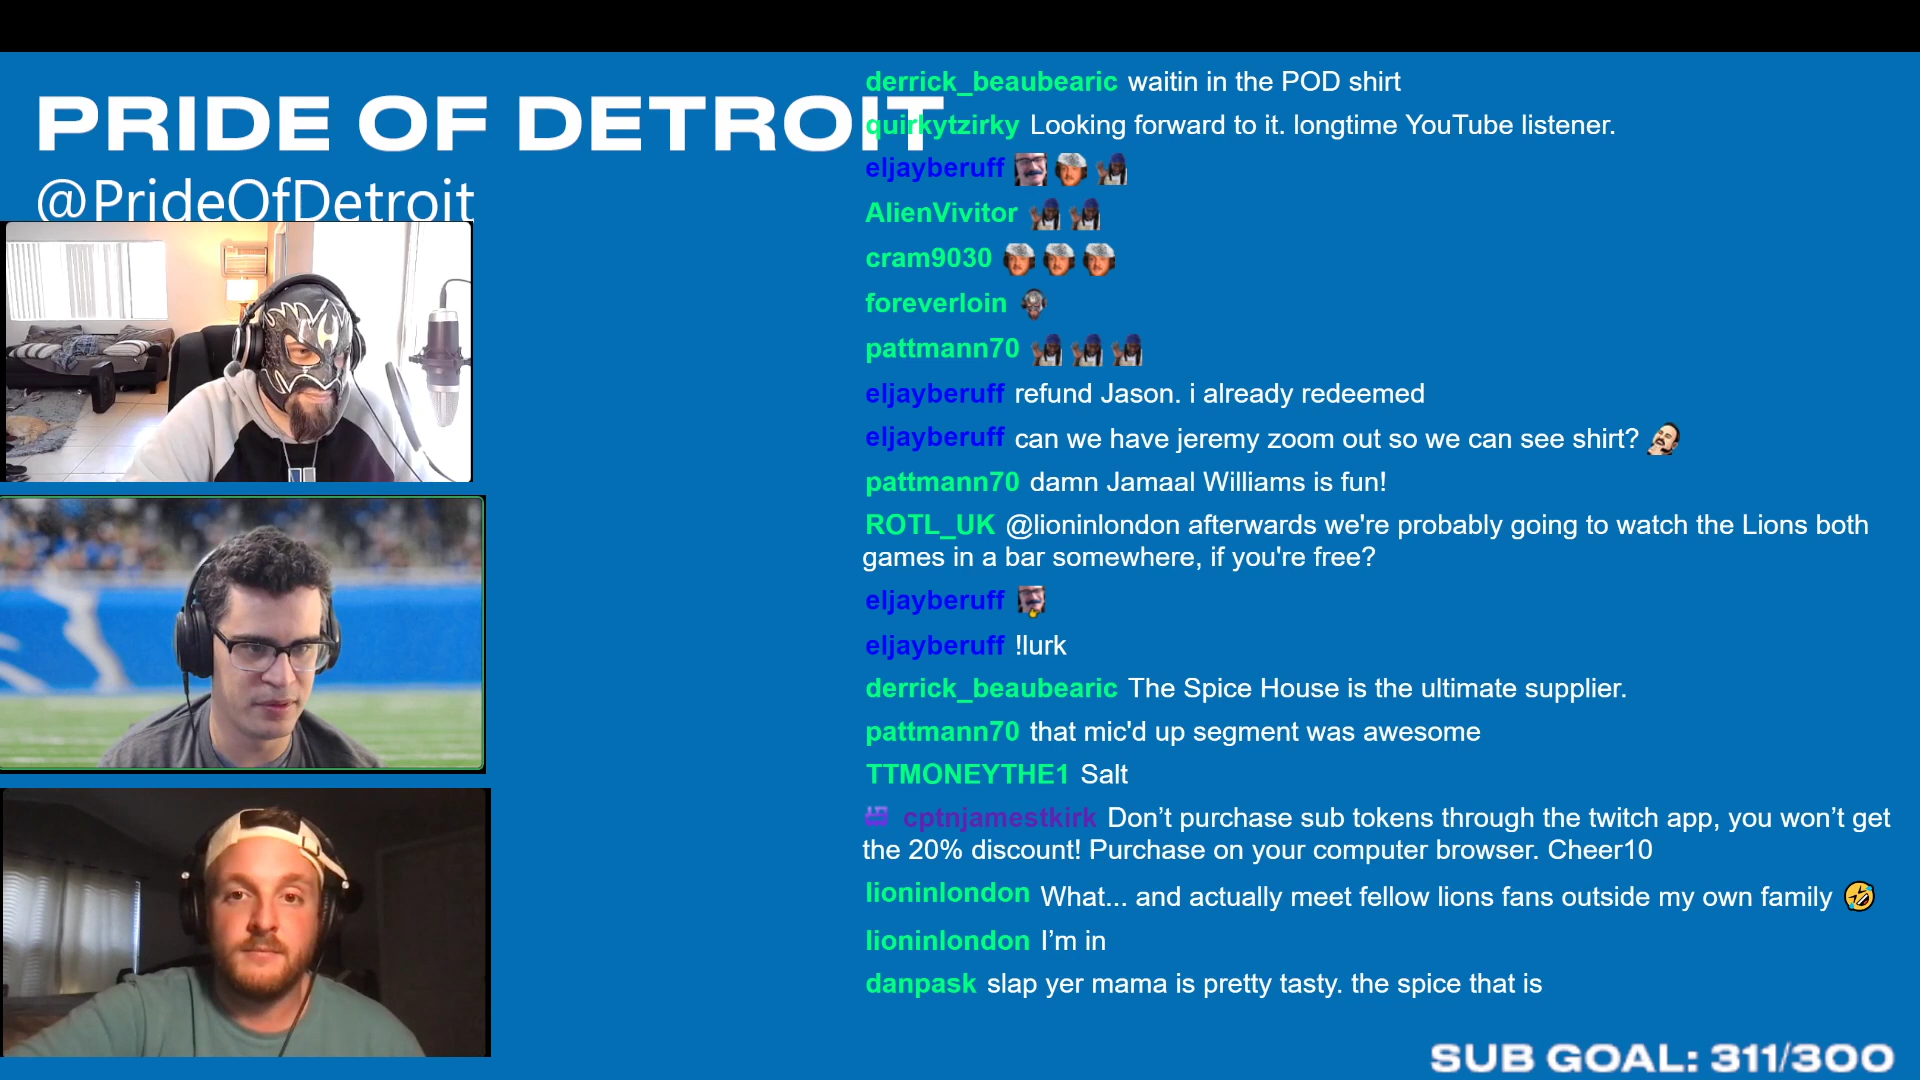 PRIDE OF DETROIT
@PrideOfDetroit
derrick_beaubearic waitin in the POD shirt
quirkytzirky Looking forward to it. longtime YouTube listener.
eljayberuff
AlienVivitor
cram9030
foreverloin
pattmann70
eljayberuff refund Jason. i already redeemed
eljayberuff can we have jeremy zoom out so we can see shirt?
pattmann70 damn Jamaal Williams is fun!
ROTL_UK @lioninlondon afterwards we're probably going to watch the Lions both
games in a bar somewhere, if you're free?
eljayberuff
eljayberuff !lurk
derrick_beaubearic The Spice House is the ultimate supplier.
pattmann70 that mic'd up segment was awesome
TTMONEYTHE1 Salt
cptnjamestkirk Don’t purchase sub tokens through the twitch app, you won’t get
the 20% discount! Purchase on your computer browser. Cheer10
lioninlondon What... and actually meet fellow lions fans outside my own family 🤣
lioninlondon I’m in
danpask slap yer mama is pretty tasty. the spice that is
SUB GOAL: 311/300